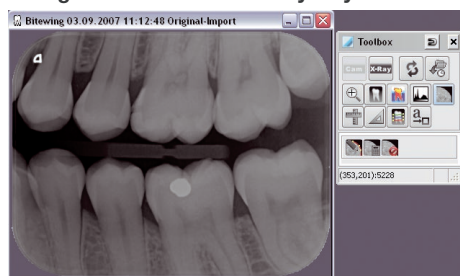 Bitewing 03.09.2007 11:12:48 Original-Import
Toolbox
Cam
X-Ray
a
(353,201):5228